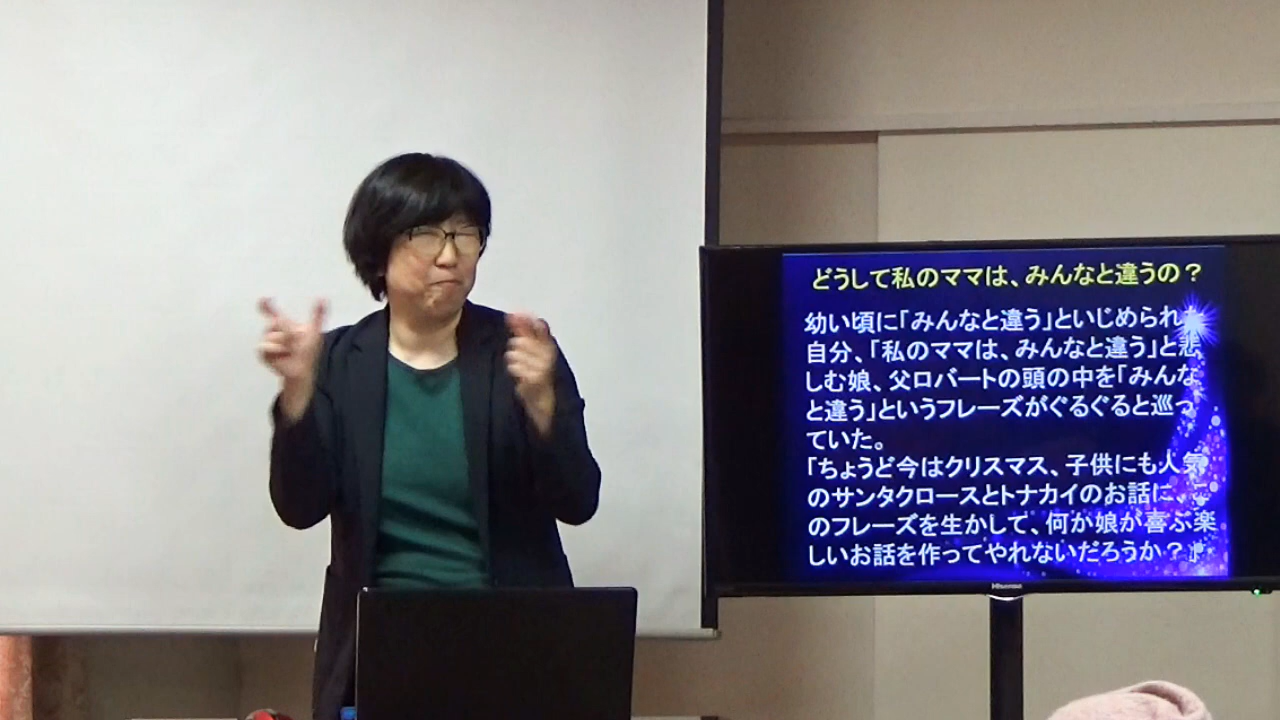 どうして私のママは、みんなと違うの？
幼い頃に「みんなと違う」といじめられた
自分、「私のママは、みんなと違う」と悲
しむ娘、父ロバートの頭の中を「みんな
と違う」というフレーズがぐるぐると巡っ
ていた。
「ちょうど今はクリスマス、子供にも人気
のサンタクロースとトナカイのお話に、こ
のフレーズを生かして、何か娘が喜ぶ楽
しいお話を作ってやれないだろうか？」
Hisense